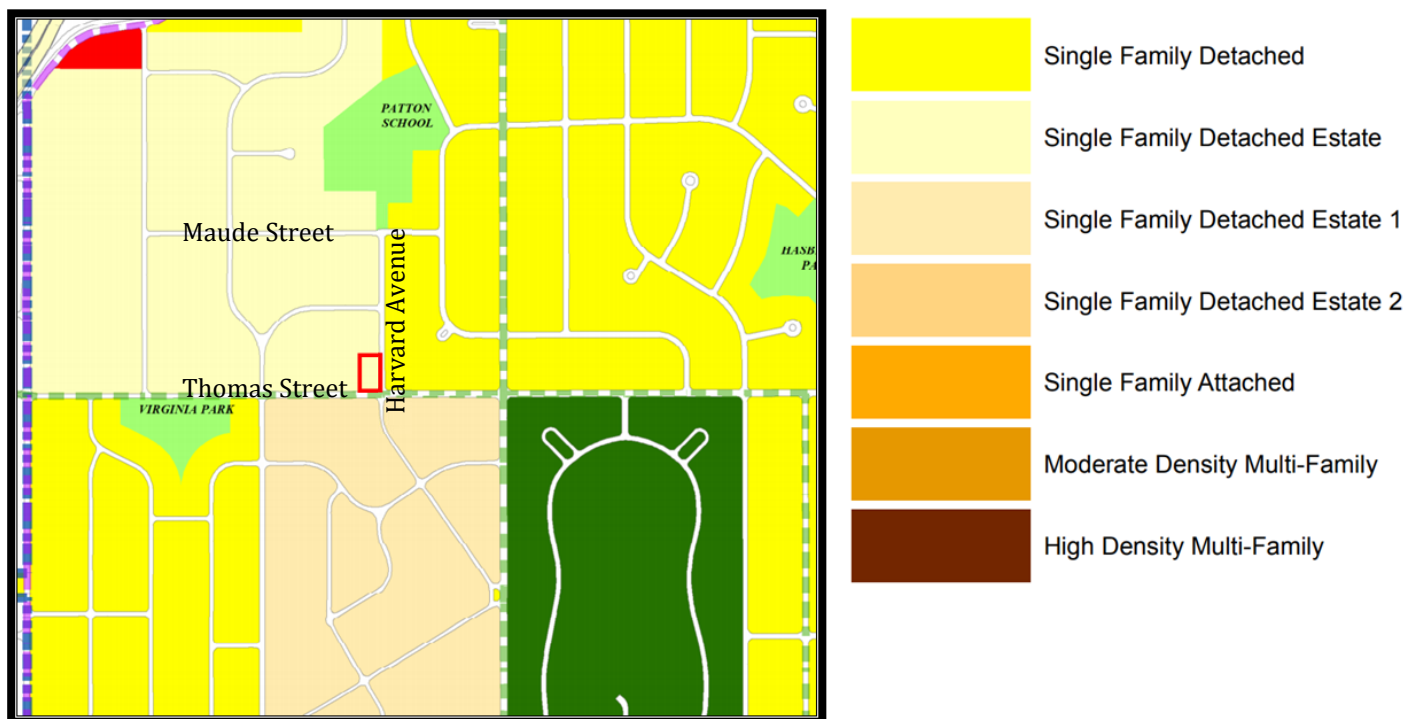 PATTON
SCHOOL
Maude Street
Harvard Avenue
Thomas Street
VIRGINIA PARK
HASB
PA
Single Family Detached
Single Family Detached Estate
Single Family Detached Estate 1
Single Family Detached Estate 2
Single Family Attached
Moderate Density Multi-Family
High Density Multi-Family